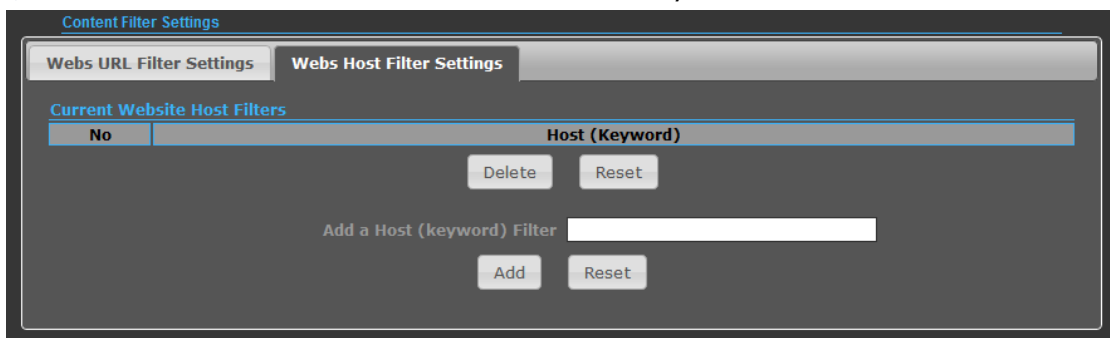 Content Filter Settings
Webs URL Filter Settings Webs Host Filter Settings
Current Website Host Filters
No Host (Keyword)
Delete Reset
Add a Host (keyword) Filter
Add Reset